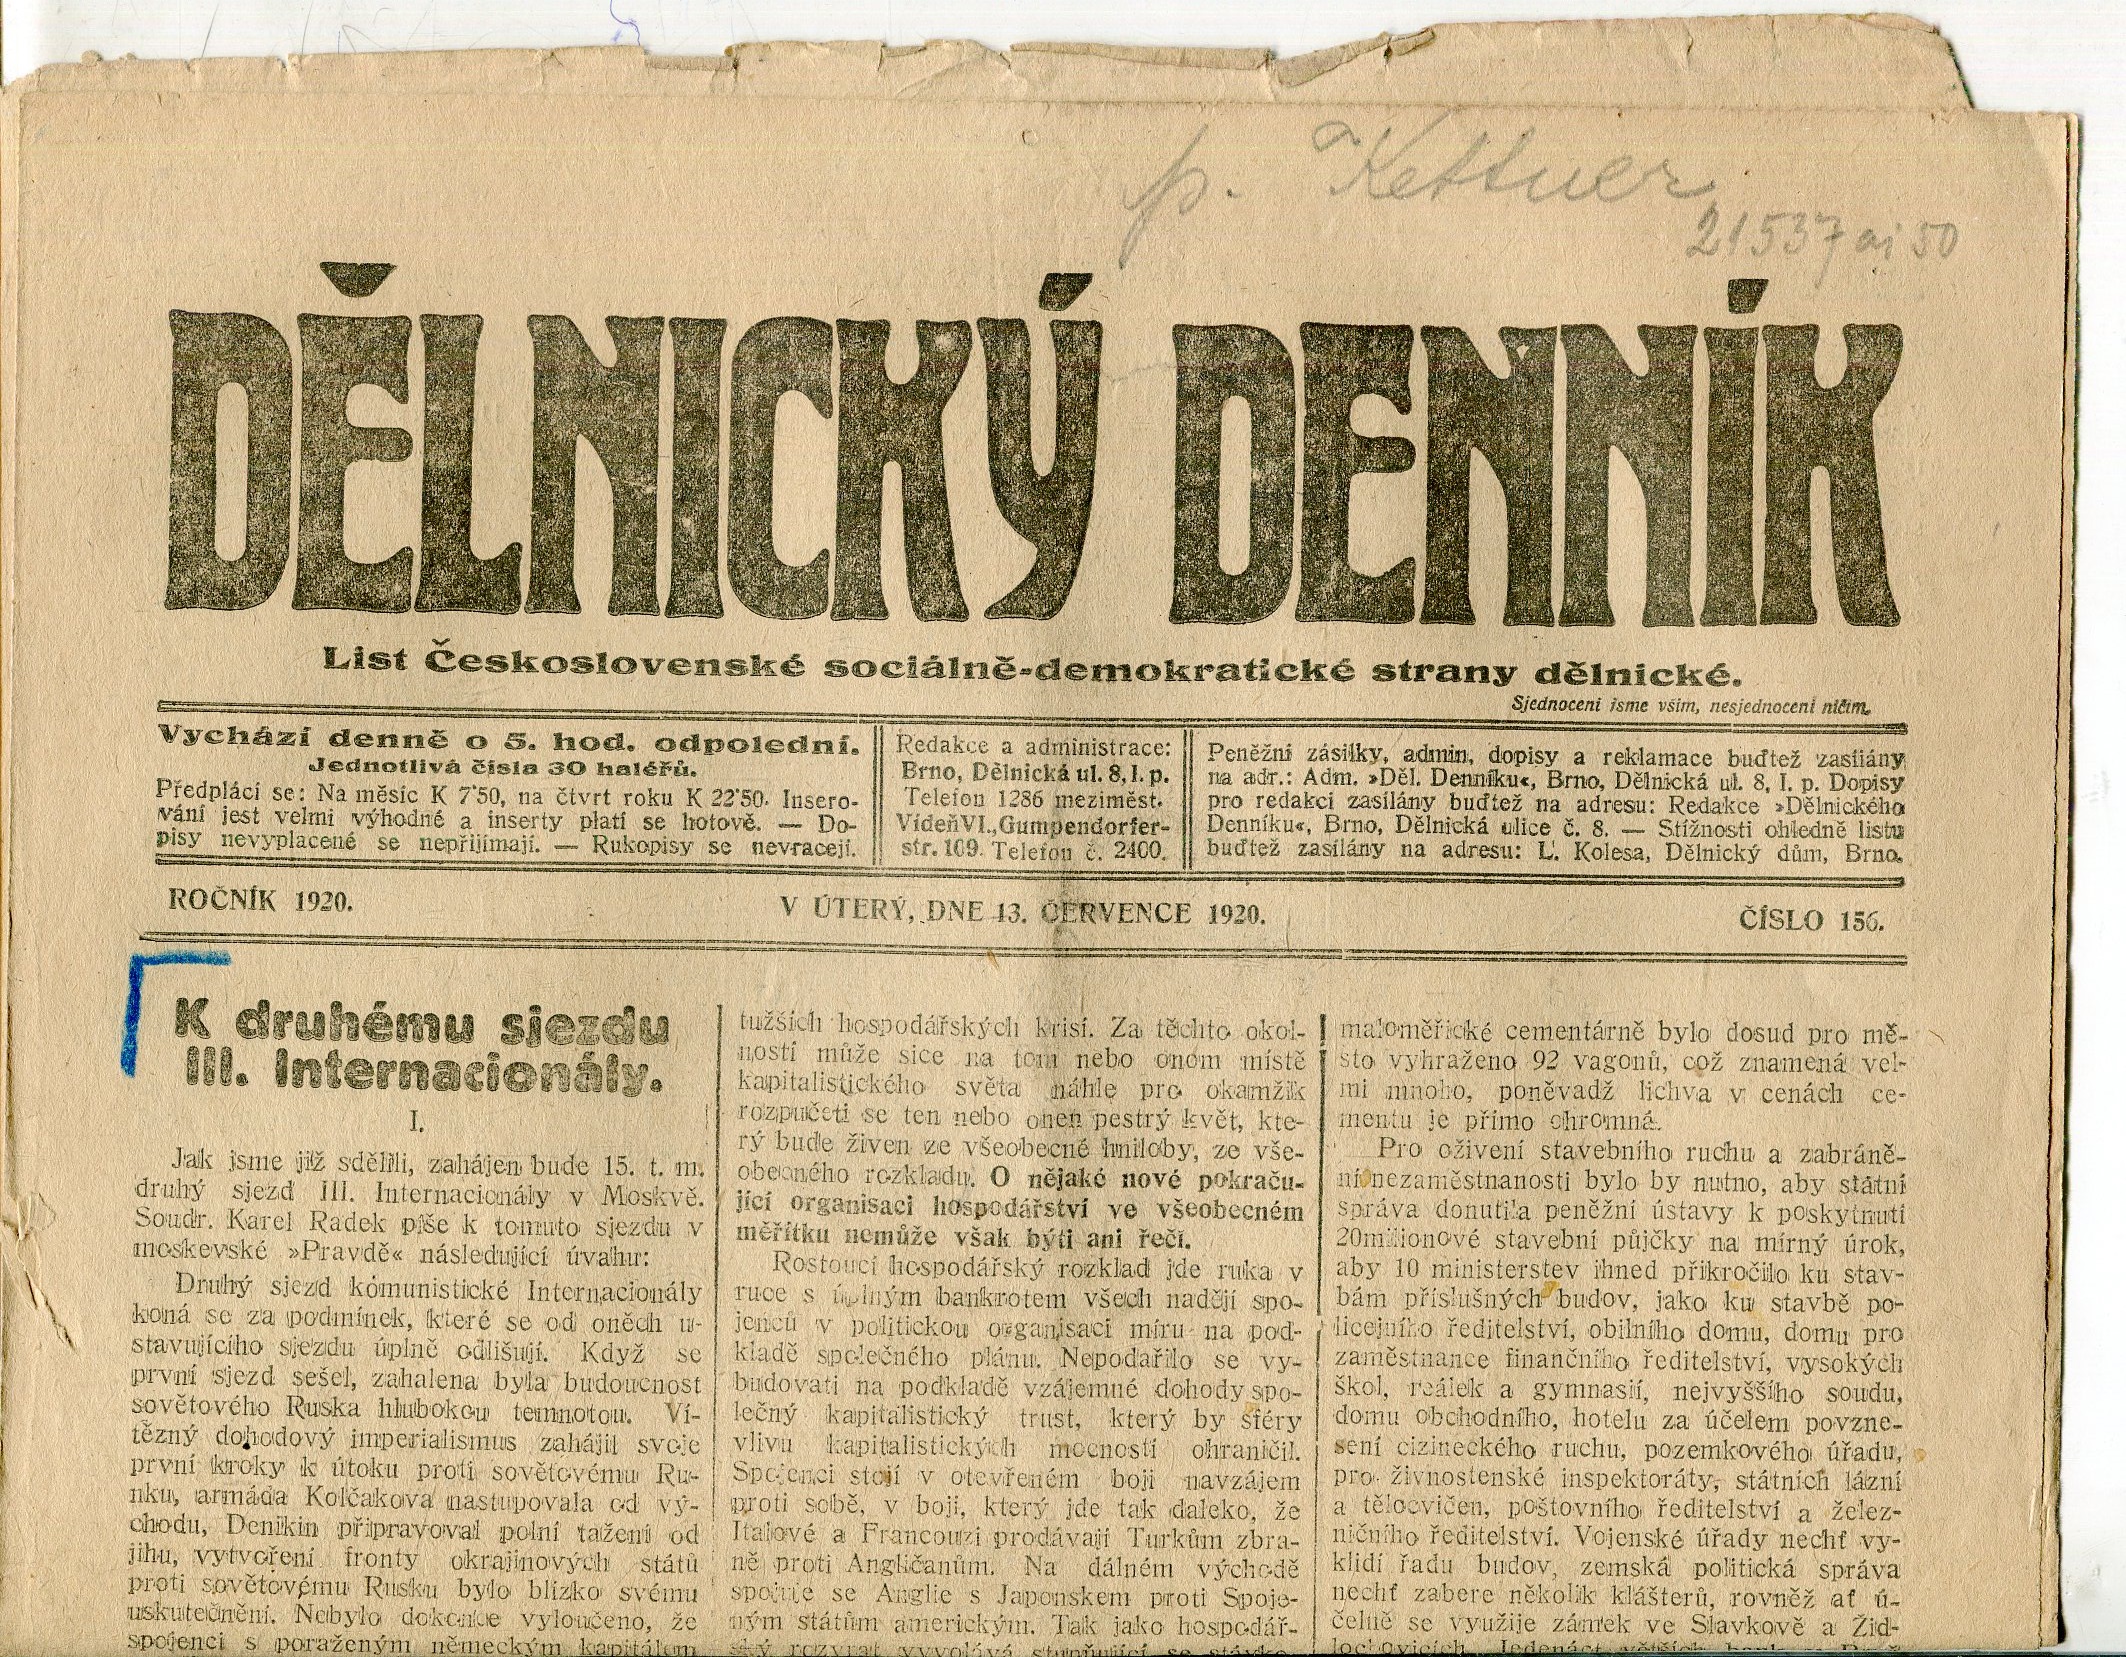 p. Kettner
21537 ai 50
DĚLNICKÝ DENNÍK
List Československé sociálně-demokratické strany dělnické.
Sjednoceni jsme vším, nesjednoceni ničím.
Vychází denně o 5. hod. odpolední.
Jednotlivá čísla 30 haléřů.
Předplácí se: Na měsíc K 7˙50, na čtvrt roku K 22˙50. Insero-
vání jest velmi výhodné a inserty platí se hotově. — Do-
pisy nevyplacené se nepřijímají. — Rukopisy se nevracejí.
Redakce a administrace:
Brno, Dělnická ul. 8, I. p.
Telefon 1286 meziměst.
Vídeň VI., Gumpendorfer-
str. 109. Telefon č. 2400.
Peněžní zásilky, admin. dopisy a reklamace buďtež zasílány
na adr.: Adm. »Děl. Denníku«, Brno, Dělnická ul. 8, I. p. Dopisy
pro redakci zasílány buďtež na adresu: Redakce »Dělnického
Denníku«, Brno, Dělnická ulice č. 8. — Stížnosti ohledně listu
buďtež zasílány na adresu: L. Kolesa, Dělnický dům, Brno.
ROČNÍK 1920.
V ÚTERÝ, DNE 13. ČERVENCE 1920.
ČÍSLO 156.
K druhému sjezdu
III. Internacionály.
I.
Jak jsme již sdělili, zahájen bude 15. t. m.
druhý sjezd III. Internacionály v Moskvě.
Soudr. Karel Radek píše k tomuto sjezdu v
moskevské »Pravdě« následující úvahu:
Druhý sjezd komunistické Internacionály
koná se za podmínek, které se od oněch u-
stavujícího sjezdu úplně odlišují. Když se
první sjezd sešel, zahalena byla budoucnost
sovětového Ruska hlubokou temnotou. Ví-
tězný dohodový imperialismus zahájil svoje
první kroky k útoku proti sovětovému Ru-
nku, armáda Kolčakova nastupovala od vý-
chodu, Denikin připravoval polní tažení od
jihu, vytvoření fronty okrajinových států
proti sovětovému Rusku bylo blízko svému
uskutečnění. Nebylo dokonce vyloučeno, že
spojenci s poraženým německým kapitálem
tužších hospodářských krisí. Za těchto okol-
ností může sice na tom nebo onom místě
kapitalistického světa náhle pro okamžik
rozpučeti se ten nebo onen pestrý květ, kte-
rý bude živen ze všeobecné hniloby, ze vše-
obecného rozkladu. O nějaké nové pokraču-
jící organisaci hospodářství ve všeobecném
měřítku nemůže však býti ani řeči.
Rostoucí hospodářský rozklad jde ruka v
ruce s úplným bankrotem všech nadějí spo-
jenců v politickou organisaci míru na pod-
kladě společného plánu. Nepodařilo se vy-
budovati na podkladě vzájemné dohody spo-
lečný kapitalistický trust, který by sféry
vlivu kapitalistických mocností ohraničil.
Spojenci stojí v otevřeném boji navzájem
proti sobě, v boji, který jde tak daleko, že
Italové a Francouzi prodávají Turkům zbra-
ně proti Angličanům. Na dálném východě
spojuje se Anglie s Japonskem proti Spoje-
ným státům americkým. Tak jako hospodář-
ský rozvrat vyvolává stupňující se stávko-
maloměřické cementárně bylo dosud pro mě-
sto vyhraženo 92 vagonů, což znamená vel-
mi mnoho, poněvadž lichva v cenách ce-
mentu je přímo ohromná.
Pro oživení stavebního ruchu a zabráně-
ní nezaměstnanosti bylo by nutno, aby státní
správa donutila peněžní ústavy k poskytnutí
20milionové stavební půjčky na mírný úrok,
aby 10 ministerstev ihned přikročilo ku stav-
bám příslušných budov, jako ku stavbě po-
licejního ředitelství, obilního domu, domu pro
zaměstnance finančního ředitelství, vysokých
škol, reálek a gymnasií, nejvyššího soudu,
domu obchodního, hotelu za účelem povzne-
sení cizineckého ruchu, pozemkového úřadu,
pro živnostenské inspektoráty, státních lázní
a tělocvičen, poštovního ředitelství a želez-
ničního ředitelství. Vojenské úřady nechť vy-
klidí řadu budov, zemská politická správa
nechť zabere několik klášterů, rovněž ať ú-
čelně se využije zámek ve Slavkově a Žid-
lochovicích. Jedenáct větších bank v Brně